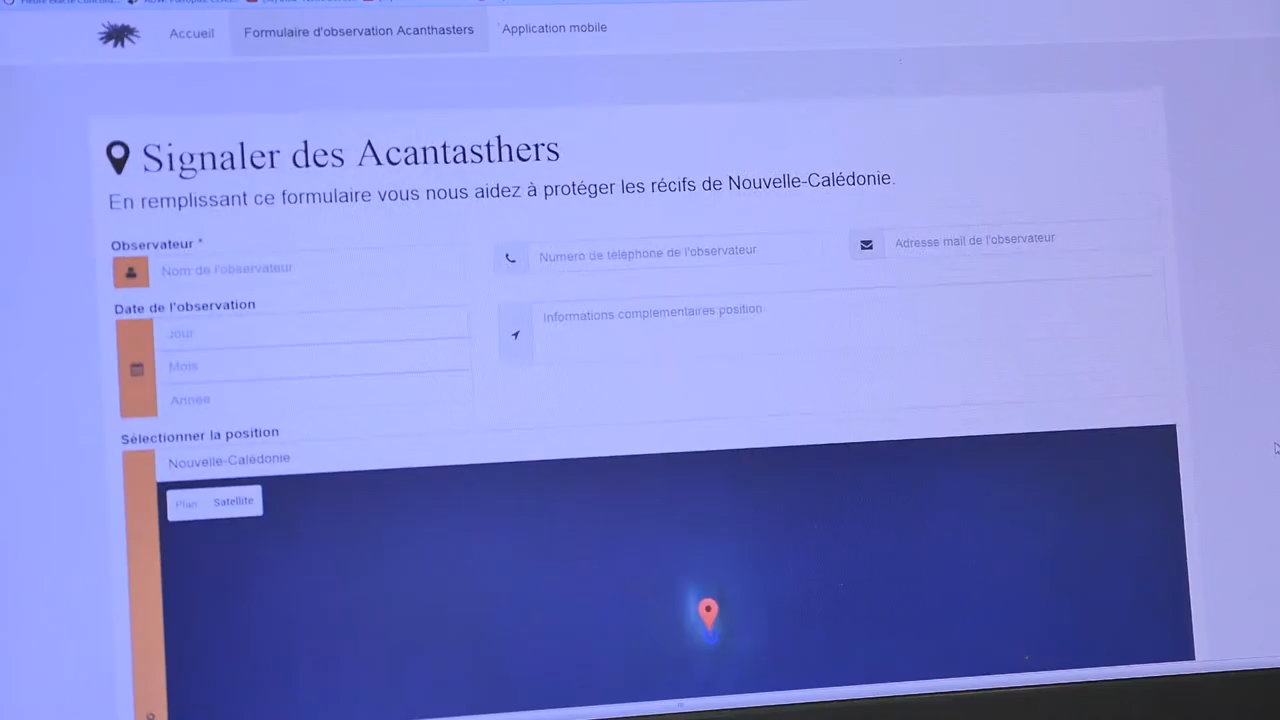 Accueil
Formulaire d'observation Acanthasters
Application mobile
Signaler des Acantasthers
En remplissant ce formulaire vous nous aidez à protéger les récifs de Nouvelle-Calédonie.
Observateur *
Nom de l'observateur
Numero de telephone de l'observateur
Adresse mail de l'observateur
Date de l'observation
Jour
Mois
Année
Informations complementaires position
Sélectionner la position
Nouvelle-Calédonie
Plan
Satellite